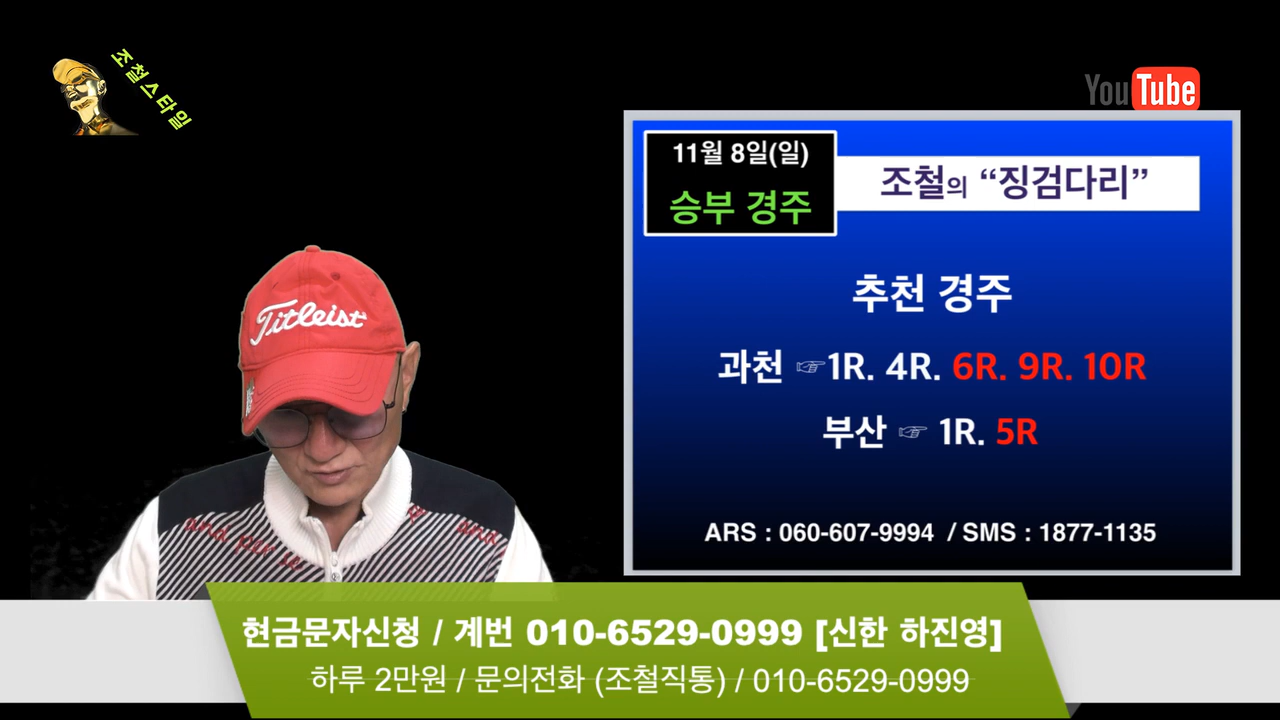 조철스타일
YouTube
11월 8일(일)
승부 경주
조철의 “징검다리”
추천 경주
과천 ☞1R. 4R. 6R. 9R. 10R
부산 ☞ 1R. 5R
ARS : 060-607-9994 / SMS : 1877-1135
Titleist
현금문자신청 / 계번 010-6529-0999 [신한 하진영]
하루 2만원 / 문의전화 (조철직통) / 010-6529-0999